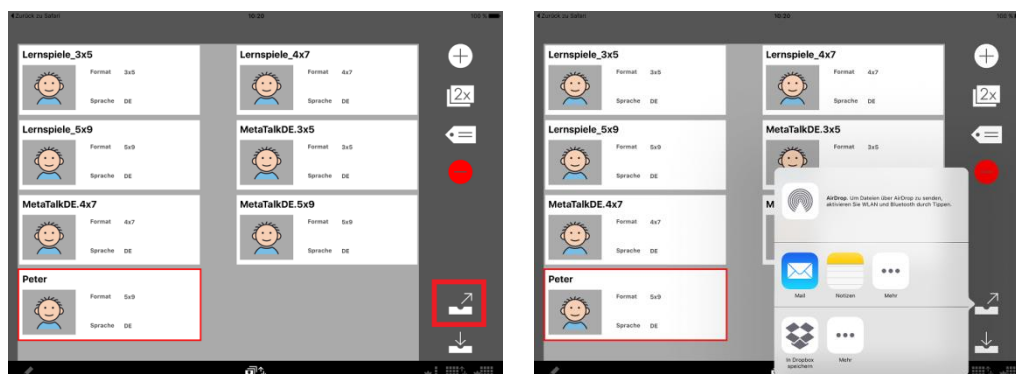 Zurück zu Safari 10:20 100 %
Lernspiele_3x5
Format 3x5
Sprache DE
Lernspiele_4x7
Format 4x7
Sprache DE
2x
Lernspiele_5x9
Format 5x9
Sprache DE
MetaTalkDE.3x5
Format 3x5
Sprache DE
MetaTalkDE.4x7
Format 4x7
Sprache DE
MetaTalkDE.5x9
Format 5x9
Sprache DE
Peter
Format 5x9
Sprache DE
Zurück zu Safari 10:20 100 %
Lernspiele_3x5
Format 3x5
Sprache DE
Lernspiele_4x7
Format 4x7
Sprache DE
2x
Lernspiele_5x9
Format 5x9
Sprache DE
MetaTalkDE.3x5
Format 3x5
MetaTalkDE.4x7
Format 4x7
Sprache DE
M
Peter
Format 5x9
Sprache DE
AirDrop. Um Dateien über AirDrop zu senden,
aktivieren Sie WLAN und Bluetooth durch Tippen.
Mail Notizen Mehr
In Dropbox
speichern
Mehr